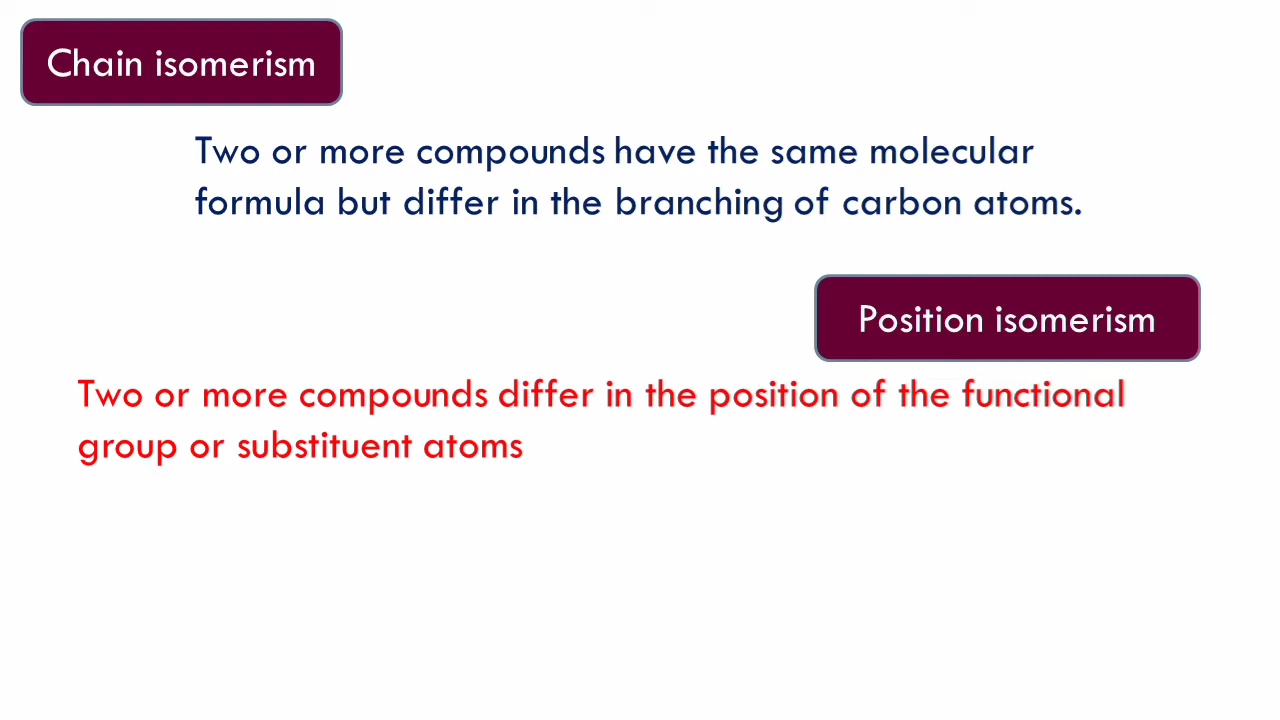 Chain isomerism
Two or more compounds have the same molecular
formula but differ in the branching of carbon atoms.
Position isomerism
Two or more compounds differ in the position of the functional
group or substituent atoms